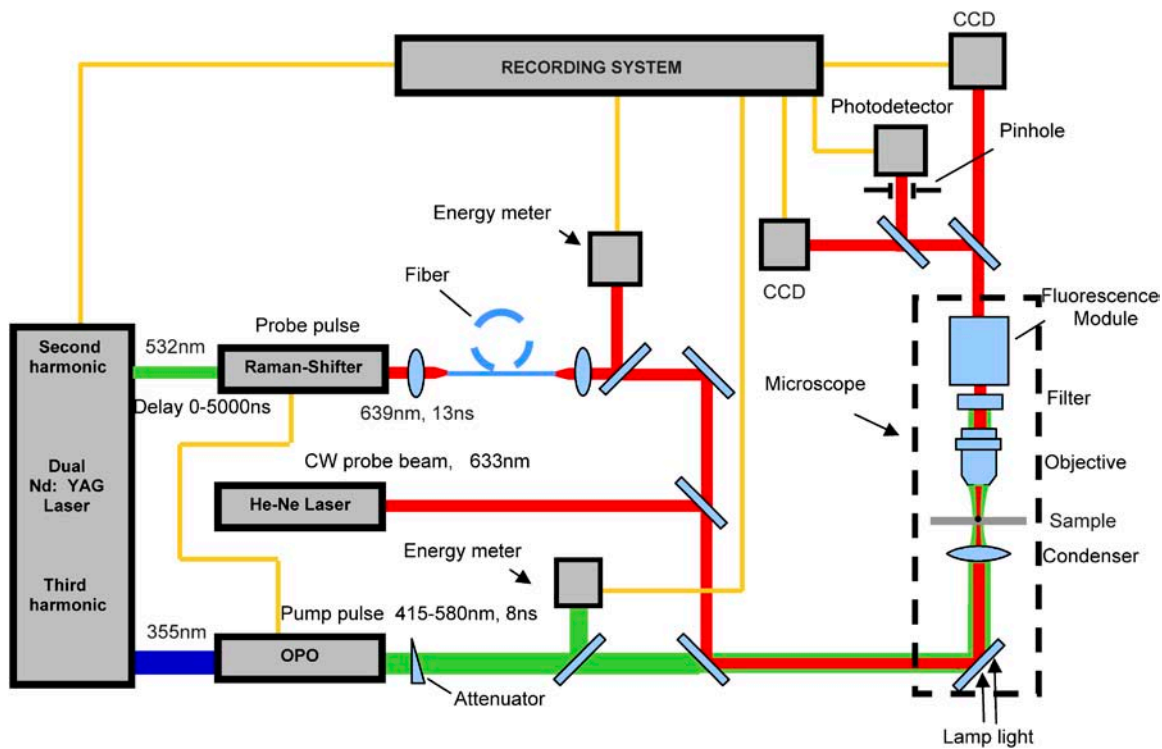 CCD
RECORDING SYSTEM
Photodetector
Pinhole
Energy meter
Fiber
CCD
Fluorescence
Module
Probe pulse
Second
harmonic
532nm
Raman-Shifter
Microscope
Filter
Delay 0-5000ns
639nm, 13ns
CW probe beam, 633nm
Objective
Dual
Nd: YAG
Laser
He-Ne Laser
Sample
Energy meter
Condenser
Third
harmonic
Pump pulse 415-580nm, 8ns
355nm
OPO
Attenuator
Lamp light